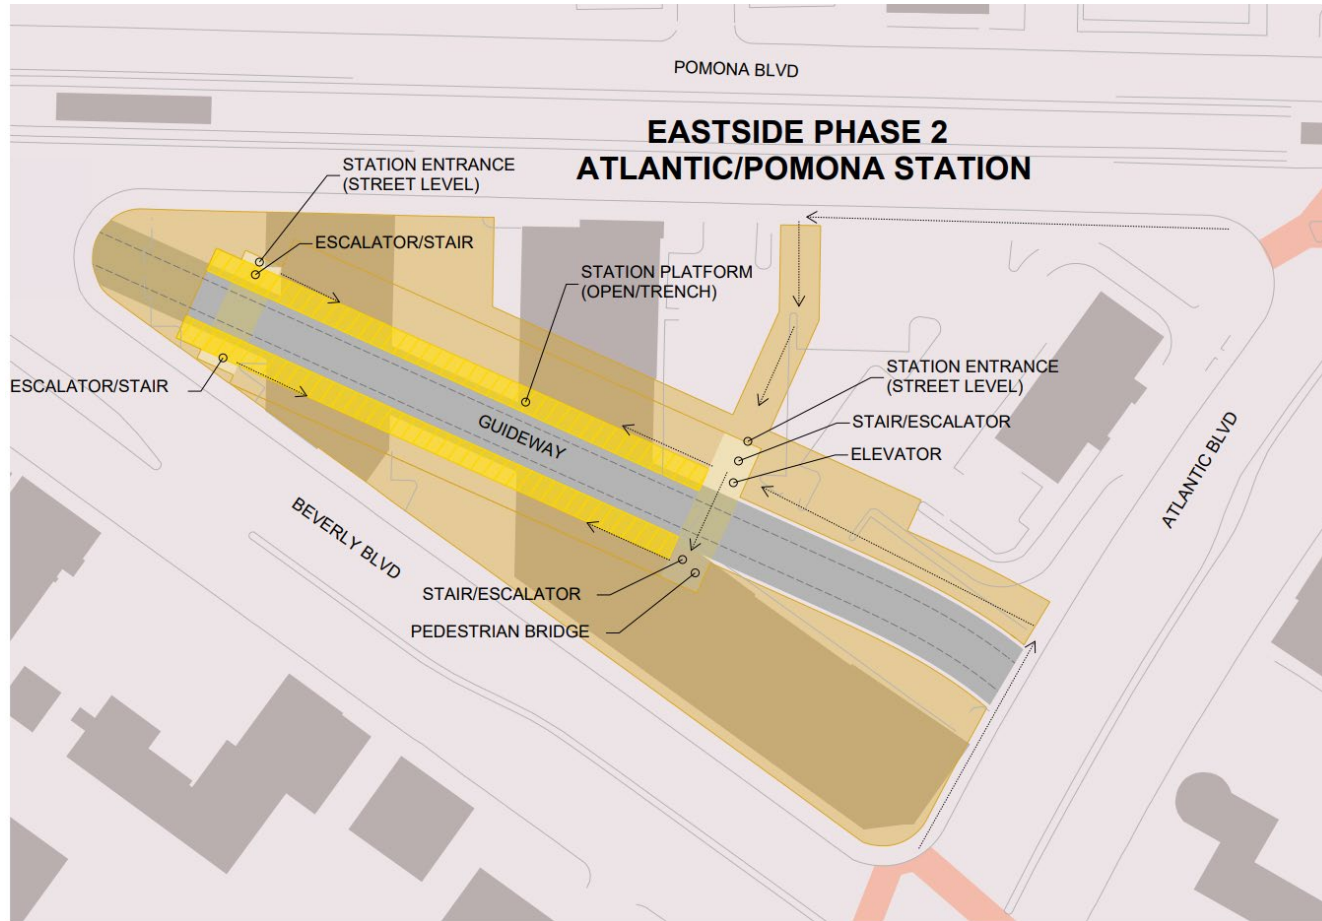 POMONA BLVD
EASTSIDE PHASE 2
ATLANTIC/POMONA STATION
STATION ENTRANCE
(STREET LEVEL)
ESCALATOR/STAIR
STATION PLATFORM
(OPEN/TRENCH)
STATION ENTRANCE
(STREET LEVEL)
ESCALATOR/STAIR
STAIR/ESCALATOR
GUIDEWAY
ELEVATOR
ATLANTIC BLVD
BEVERLY BLVD
STAIR/ESCALATOR
PEDESTRIAN BRIDGE